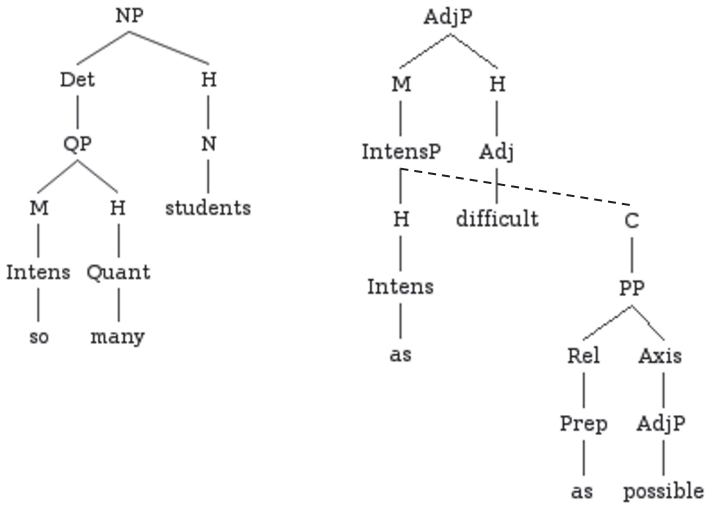 NP
Det H
QP N
M H students
Intens Quant
so many
AdjP
M H
IntensP Adj
H difficult C
Intens PP
as Rel Axis
Prep AdjP
as possible